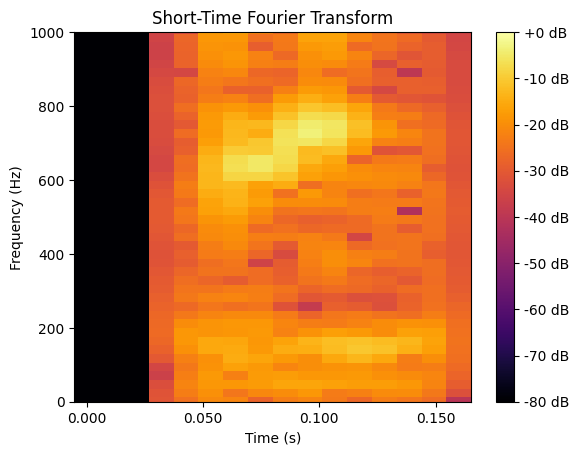 Short-Time Fourier Transform
1000
800
600
400
200
0
Frequency (Hz)
0.000
0.050
0.100
0.150
Time (s)
+0 dB
-10 dB
-20 dB
-30 dB
-40 dB
-50 dB
-60 dB
-70 dB
-80 dB